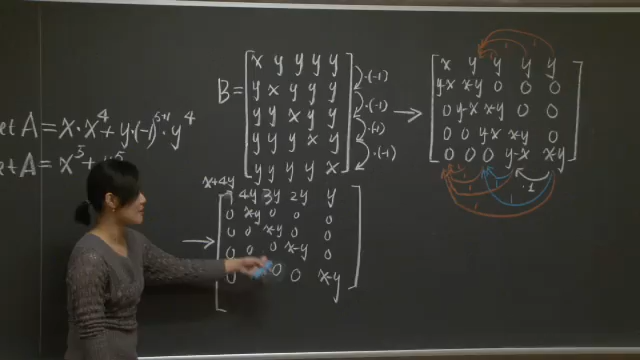 et A = x·x⁴ + y·(-1)⁵⁺¹·y⁴
et A = x⁵ + y⁵
B =
x y y y y
y x y y y
y y x y y
y y y x y
y y y y x
·(-1)
·(-1)
·(-1)
·(-1)
→
x y y y y
y-x x-y 0 0 0
0 y-x x-y 0 0
0 0 y-x x-y 0
0 0 0 y-x x-y
1
→
x+4y 4y 3y 2y y
0 x-y 0 0 0
0 0 x-y 0 0
0 0 0 x-y 0
0 0 0 x-y